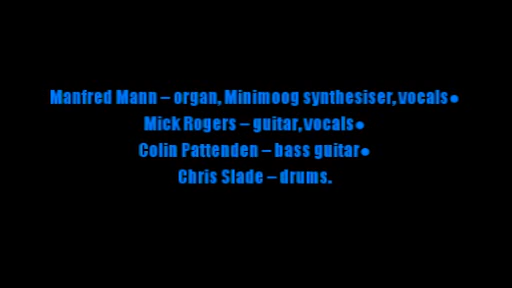 Manfred Mann – organ, Minimoog synthesiser, vocals●
Mick Rogers – guitar, vocals●
Colin Pattenden – bass guitar●
Chris Slade – drums.